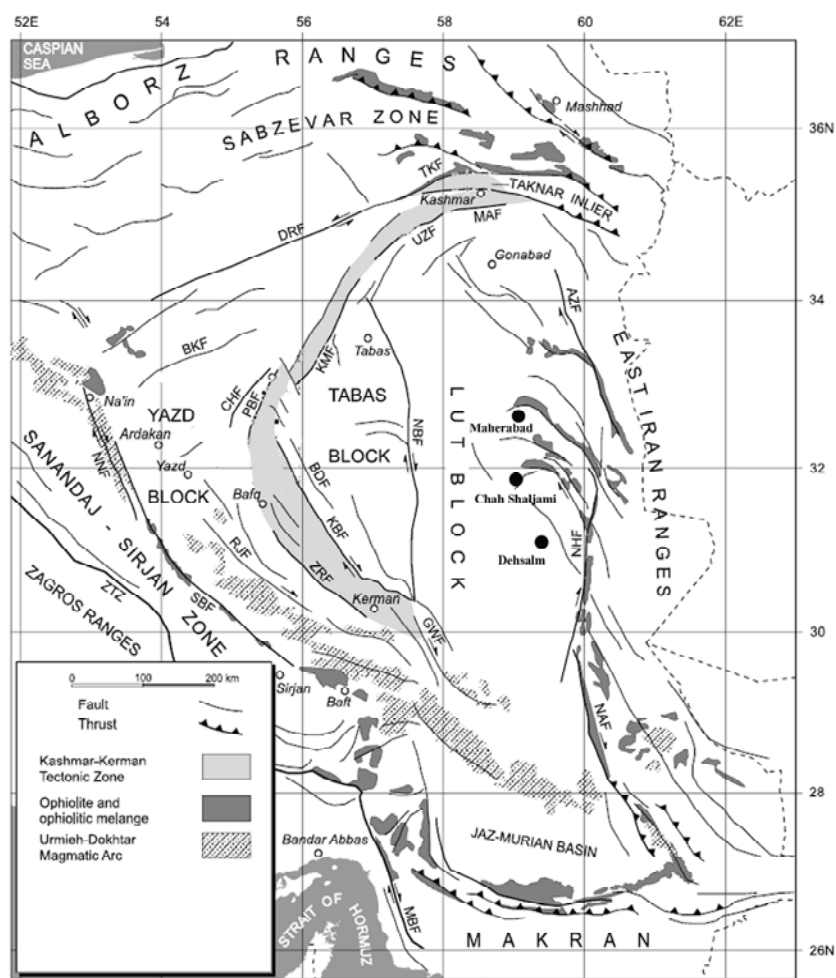 52E
54
56
58
60
62E
CASPIAN
SEA
ALBORZ RANGES
Mashhad
36N
SABZEVAR ZONE
TKF
TAKNAR INLIER
Kashmar
MAF
UZF
DRF
Gonabad
34
AZF
BKF
KMF
Tabas
EAST IRAN RANGES
Na'in
CHF
PBF
TABAS
BLOCK
NBF
LUT BLOCK
Maherabad
YAZD
BLOCK
Ardakan
NNF
Yazd
32
BDF
Chah Shaljami
SANANDAJ - SIRJAN ZONE
Bafq
KBF
NHF
Dehsalm
RJF
ZRF
ZTZ
SBF
Kerman
ZAGROS RANGES
GWF
30
0 100 200 km
Fault
Thrust
Kashmar-Kerman
Tectonic Zone
Ophiolite and
ophiolitic melange
Urmieh-Dokhtar
Magmatic Arc
Sirjan
Baft
NAF
28
JAZ-MURIAN BASIN
Bandar Abbas
STRAIT OF
HORMUZ
MBF
MAKRAN
26N